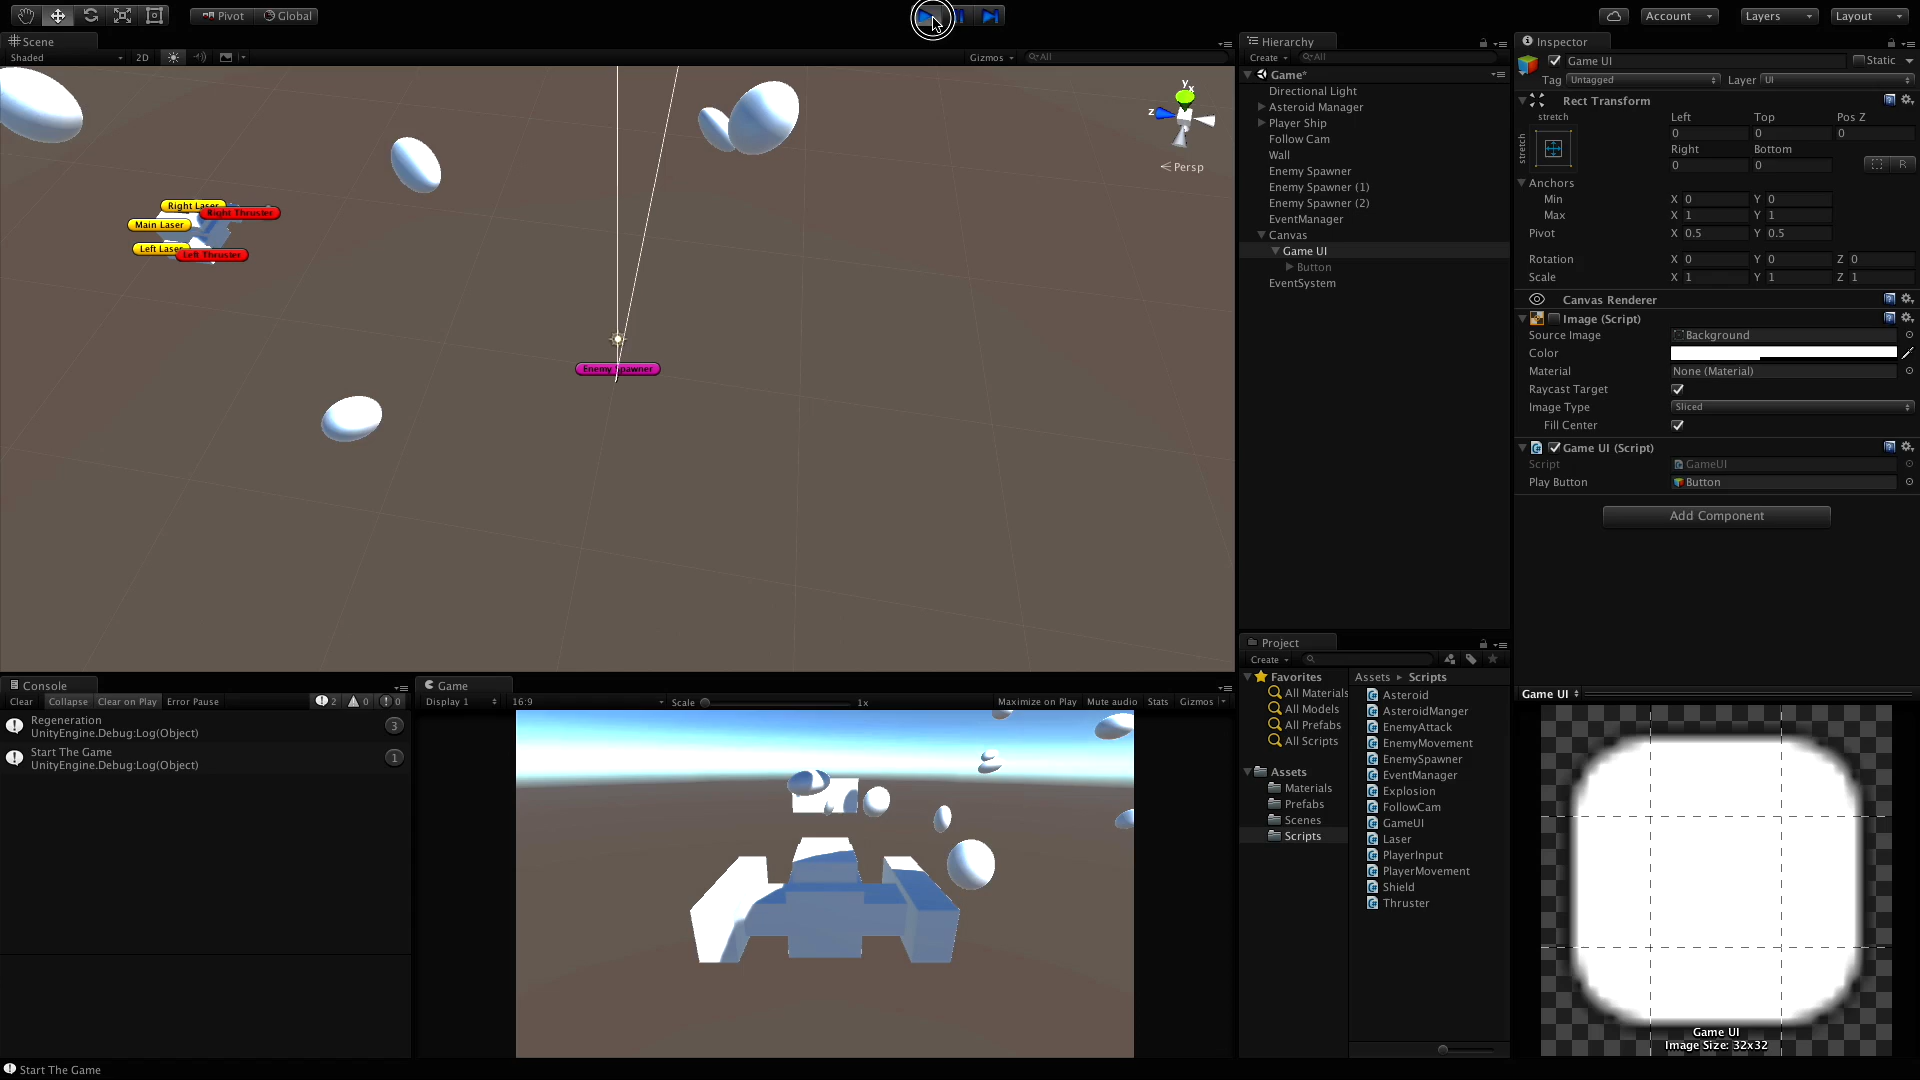 Pivot Global Account Layers Layout
Scene
Shaded 2D Gizmos All
Y x
z
Persp
Right Laser
Right Thruster
Main Laser
Left Laser
Left Thruster
Enemy Spawner
Hierarchy
Create All
Game*
Directional Light
Asteroid Manager
Player Ship
Follow Cam
Wall
Enemy Spawner
Enemy Spawner (1)
Enemy Spawner (2)
EventManager
Canvas
Game UI
Button
EventSystem
Inspector
Game UI Static
Tag Untagged Layer UI
Rect Transform
stretch Left Top Pos Z
stretch 0 0 0
Right Bottom
0 0 R
Anchors
Min X 0 Y 0
Max X 1 Y 1
Pivot X 0.5 Y 0.5
Rotation X 0 Y 0 Z 0
Scale X 1 Y 1 Z 1
Canvas Renderer
Image (Script)
Source Image Background
Color
Material None (Material)
Raycast Target
Image Type Sliced
Fill Center
Game UI (Script)
Script GameUI
Play Button Button
Add Component
Console
Clear Collapse Clear on Play Error Pause 2 0 0
Regeneration
UnityEngine.Debug:Log(Object) 3
Start The Game
UnityEngine.Debug:Log(Object) 1
Game
Display 1 16:9 Scale 1x Maximize on Play Mute audio Stats Gizmos
Project
Create
Favorites
All Materials
All Models
All Prefabs
All Scripts
Assets
Materials
Prefabs
Scenes
Scripts
Assets Scripts
Asteroid
AsteroidManger
EnemyAttack
EnemyMovement
EnemySpawner
EventManager
Explosion
FollowCam
GameUI
Laser
PlayerInput
PlayerMovement
Shield
Thruster
Game UI
Game UI
Image Size: 32x32
Start The Game